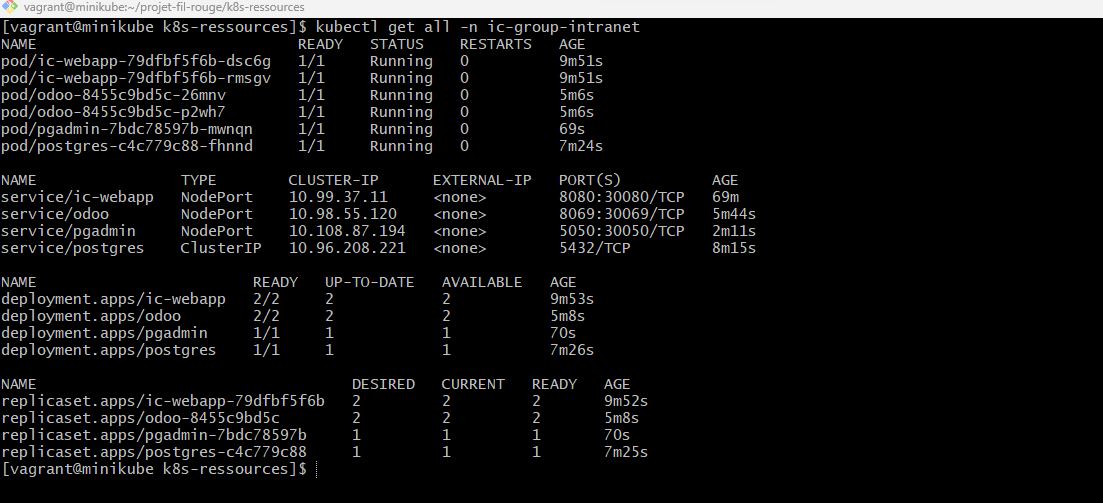 vagrant@minikube:~/projet-fil-rouge/k8s-ressources
[vagrant@minikube k8s-ressources]$ kubectl get all -n ic-group-intranet
NAME                             READY   STATUS    RESTARTS   AGE
pod/ic-webapp-79dfbf5f6b-dsc6g   1/1     Running   0          9m51s
pod/ic-webapp-79dfbf5f6b-rmsgv   1/1     Running   0          9m51s
pod/odoo-8455c9bd5c-26mnv        1/1     Running   0          5m6s
pod/odoo-8455c9bd5c-p2wh7        1/1     Running   0          5m6s
pod/pgadmin-7bdc78597b-mwnqn     1/1     Running   0          69s
pod/postgres-c4c779c88-fhnnd     1/1     Running   0          7m24s
NAME                TYPE        CLUSTER-IP      EXTERNAL-IP   PORT(S)          AGE
service/ic-webapp   NodePort    10.99.37.11     <none>        8080:30080/TCP   69m
service/odoo        NodePort    10.98.55.120    <none>        8069:30069/TCP   5m44s
service/pgadmin     NodePort    10.108.87.194   <none>        5050:30050/TCP   2m11s
service/postgres    ClusterIP   10.96.208.221   <none>        5432/TCP         8m15s
NAME                        READY   UP-TO-DATE   AVAILABLE   AGE
deployment.apps/ic-webapp   2/2     2            2           9m53s
deployment.apps/odoo        2/2     2            2           5m8s
deployment.apps/pgadmin     1/1     1            1           70s
deployment.apps/postgres    1/1     1            1           7m26s
NAME                                   DESIRED   CURRENT   READY   AGE
replicaset.apps/ic-webapp-79dfbf5f6b   2         2         2       9m52s
replicaset.apps/odoo-8455c9bd5c        2         2         2       5m8s
replicaset.apps/pgadmin-7bdc78597b     1         1         1       70s
replicaset.apps/postgres-c4c779c88     1         1         1       7m25s
[vagrant@minikube k8s-ressources]$